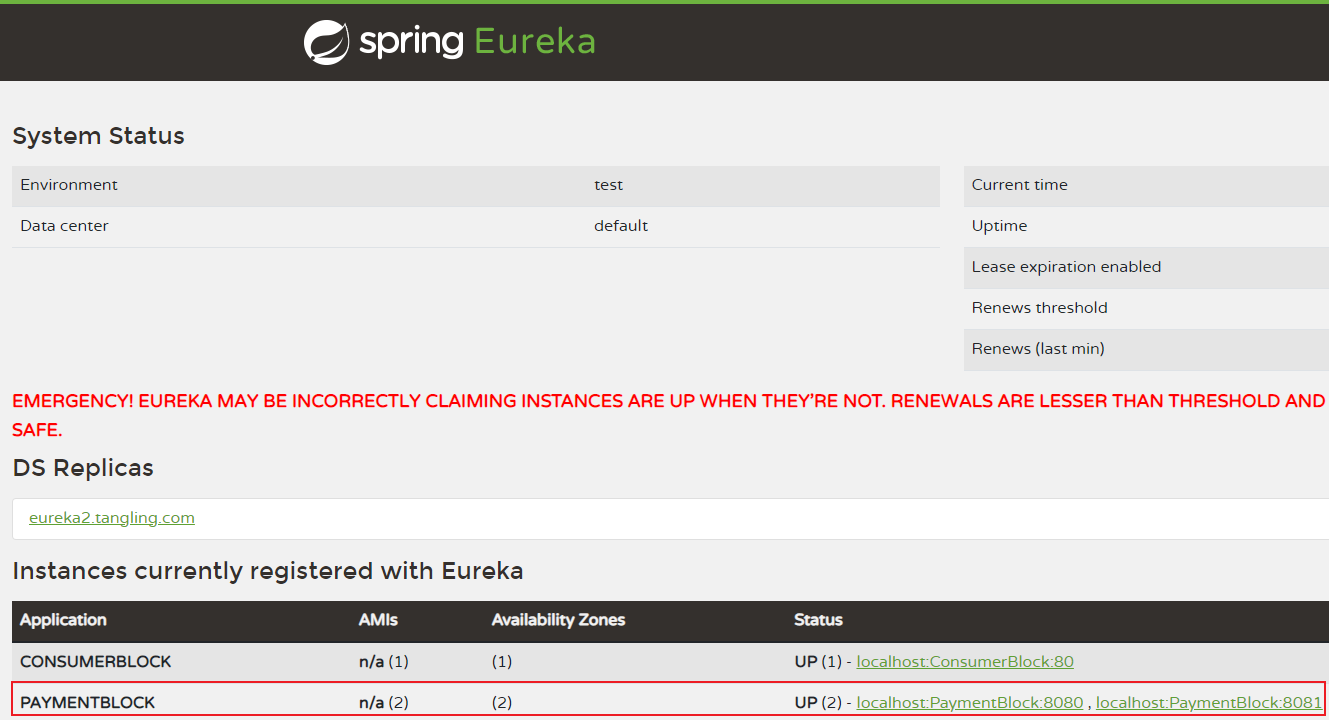 spring Eureka
System Status
Environment test
Data center default
Current time
Uptime
Lease expiration enabled
Renews threshold
Renews (last min)
EMERGENCY! EUREKA MAY BE INCORRECTLY CLAIMING INSTANCES ARE UP WHEN THEY'RE NOT. RENEWALS ARE LESSER THAN THRESHOLD AND
SAFE.
DS Replicas
eureka2.tangling.com
Instances currently registered with Eureka
Application AMIs Availability Zones Status
CONSUMERBLOCK n/a (1) (1) UP (1) - localhost:ConsumerBlock:80
PAYMENTBLOCK n/a (2) (2) UP (2) - localhost:PaymentBlock:8080 , localhost:PaymentBlock:8081